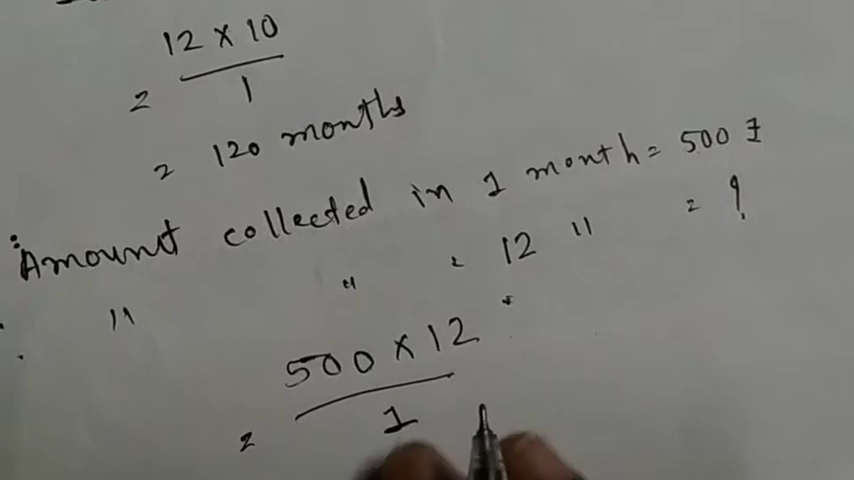 12 × 10
= 1
= 120 months
∵ Amount collected in 1 month = 500 ₹
∴ " " " 12 " = ?
500 × 12
= 1